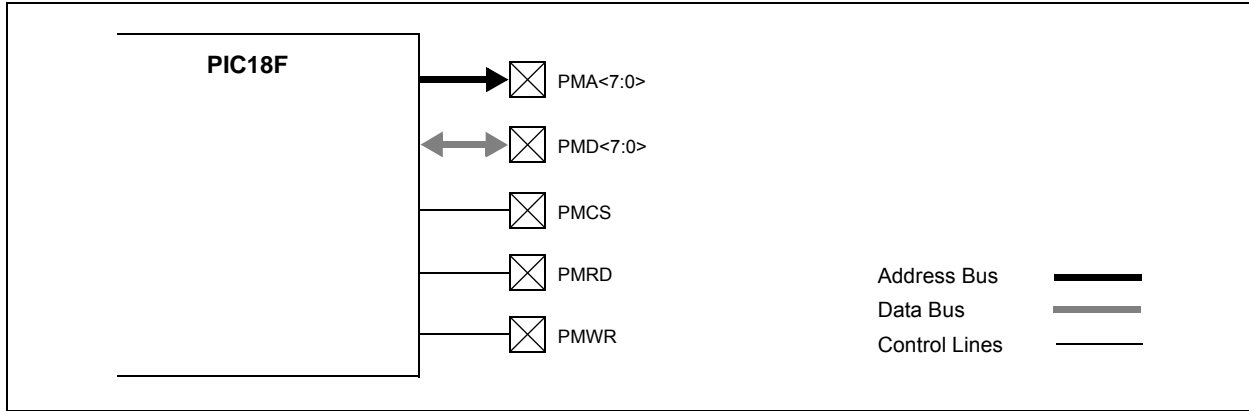 PIC18F
PMA<7:0>
PMD<7:0>
PMCS
PMRD
PMWR
Address Bus
Data Bus
Control Lines